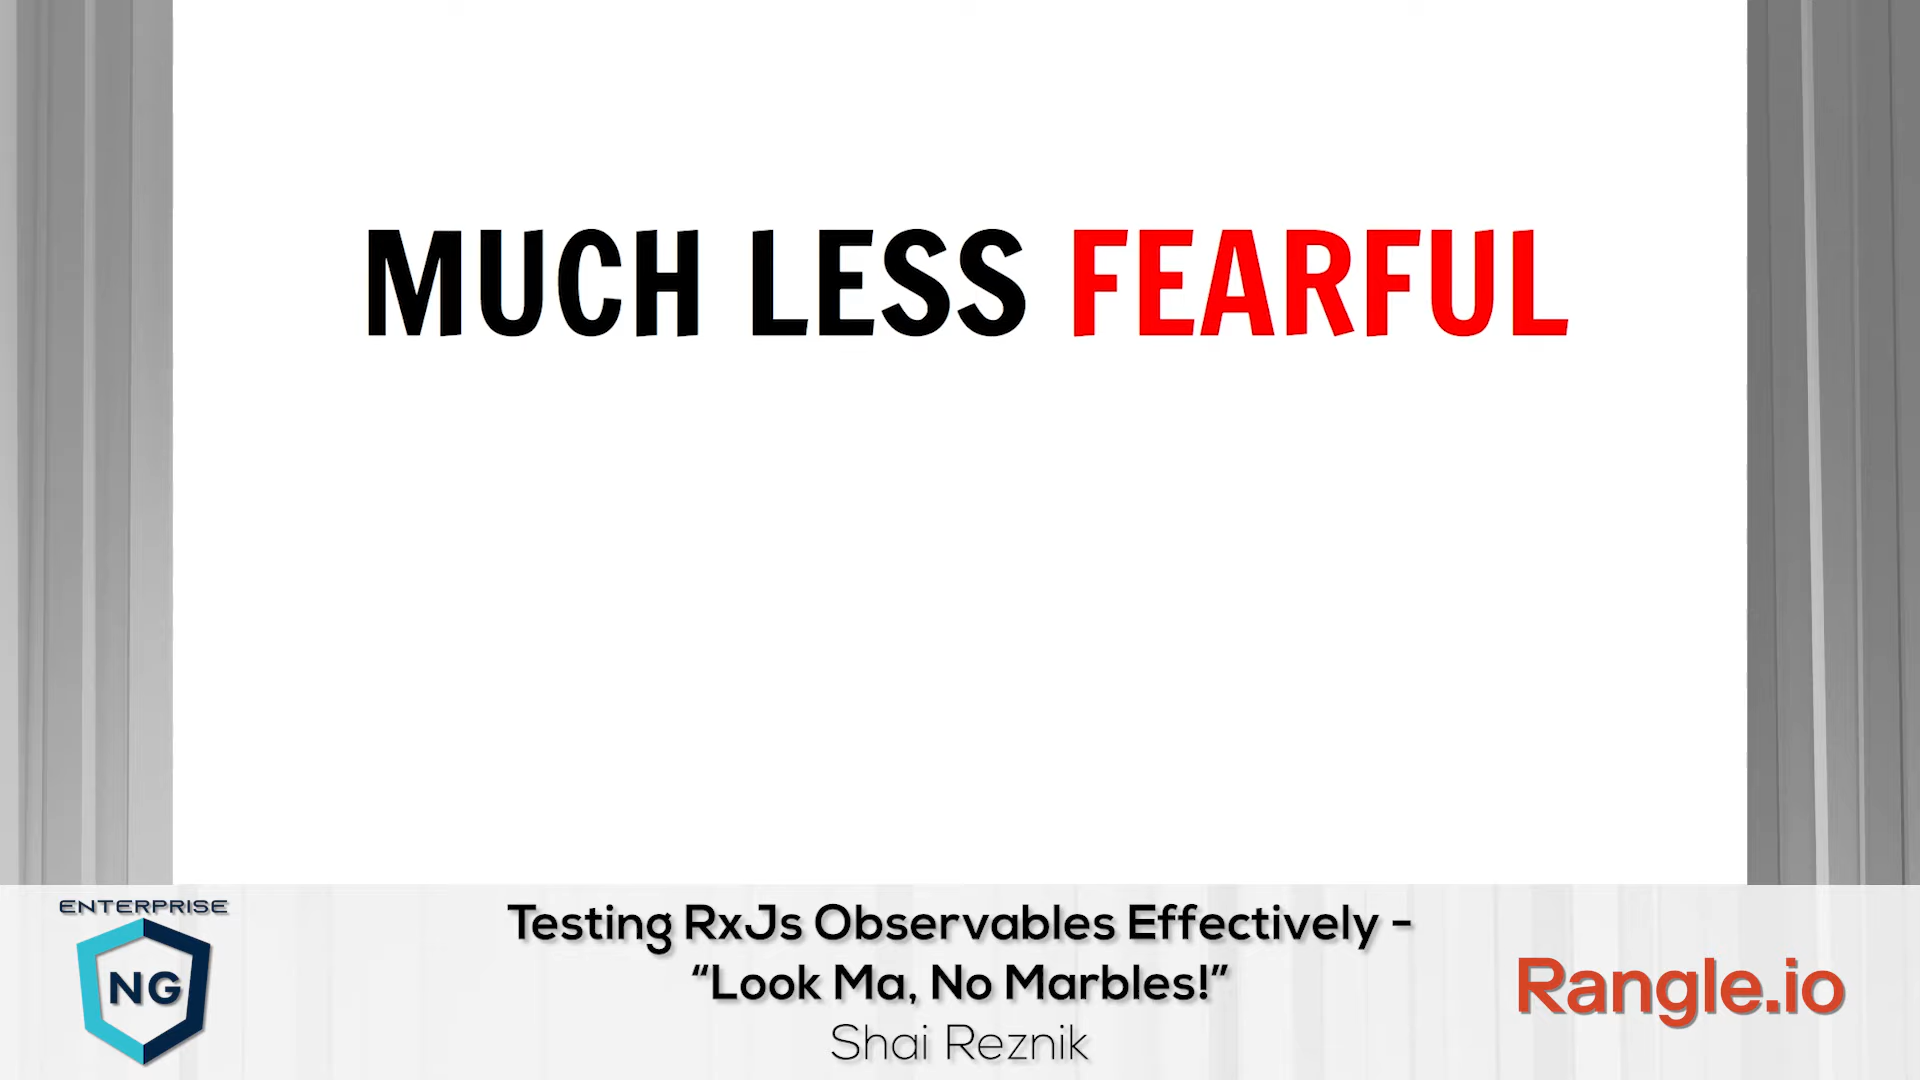 MUCH LESS FEARFUL
ENTERPRISE
NG
Testing RxJs Observables Effectively -
“Look Ma, No Marbles!”
Shai Reznik
Rangle.io